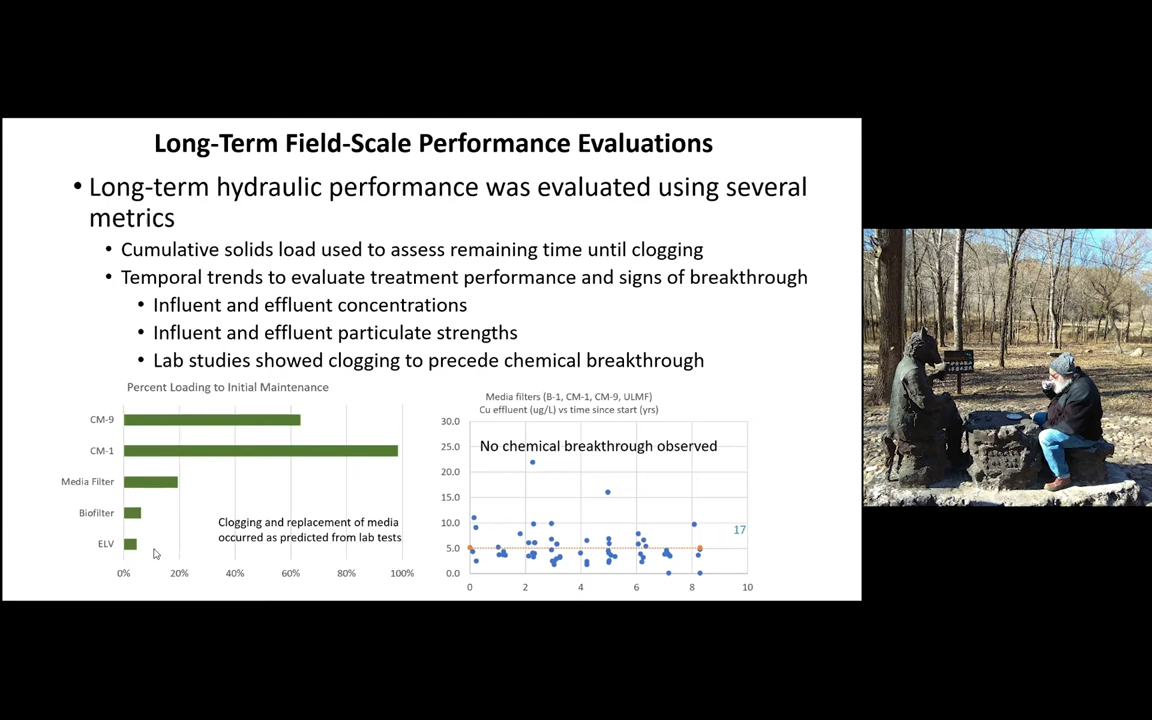 Long-Term Field-Scale Performance Evaluations
• Long-term hydraulic performance was evaluated using several
metrics
• Cumulative solids load used to assess remaining time until clogging
• Temporal trends to evaluate treatment performance and signs of breakthrough
• Influent and effluent concentrations
• Influent and effluent particulate strengths
• Lab studies showed clogging to precede chemical breakthrough
Percent Loading to Initial Maintenance
CM-9
CM-1
Media Filter
Biofilter
ELV
Clogging and replacement of media
occurred as predicted from lab tests
0% 20% 40% 60% 80% 100%
Media filters (B-1, CM-1, CM-9, ULMF)
Cu effluent (ug/L) vs time since start (yrs)
30.0
No chemical breakthrough observed
25.0
20.0
15.0
10.0
17
5.0
0.0
0 2 4 6 8 10